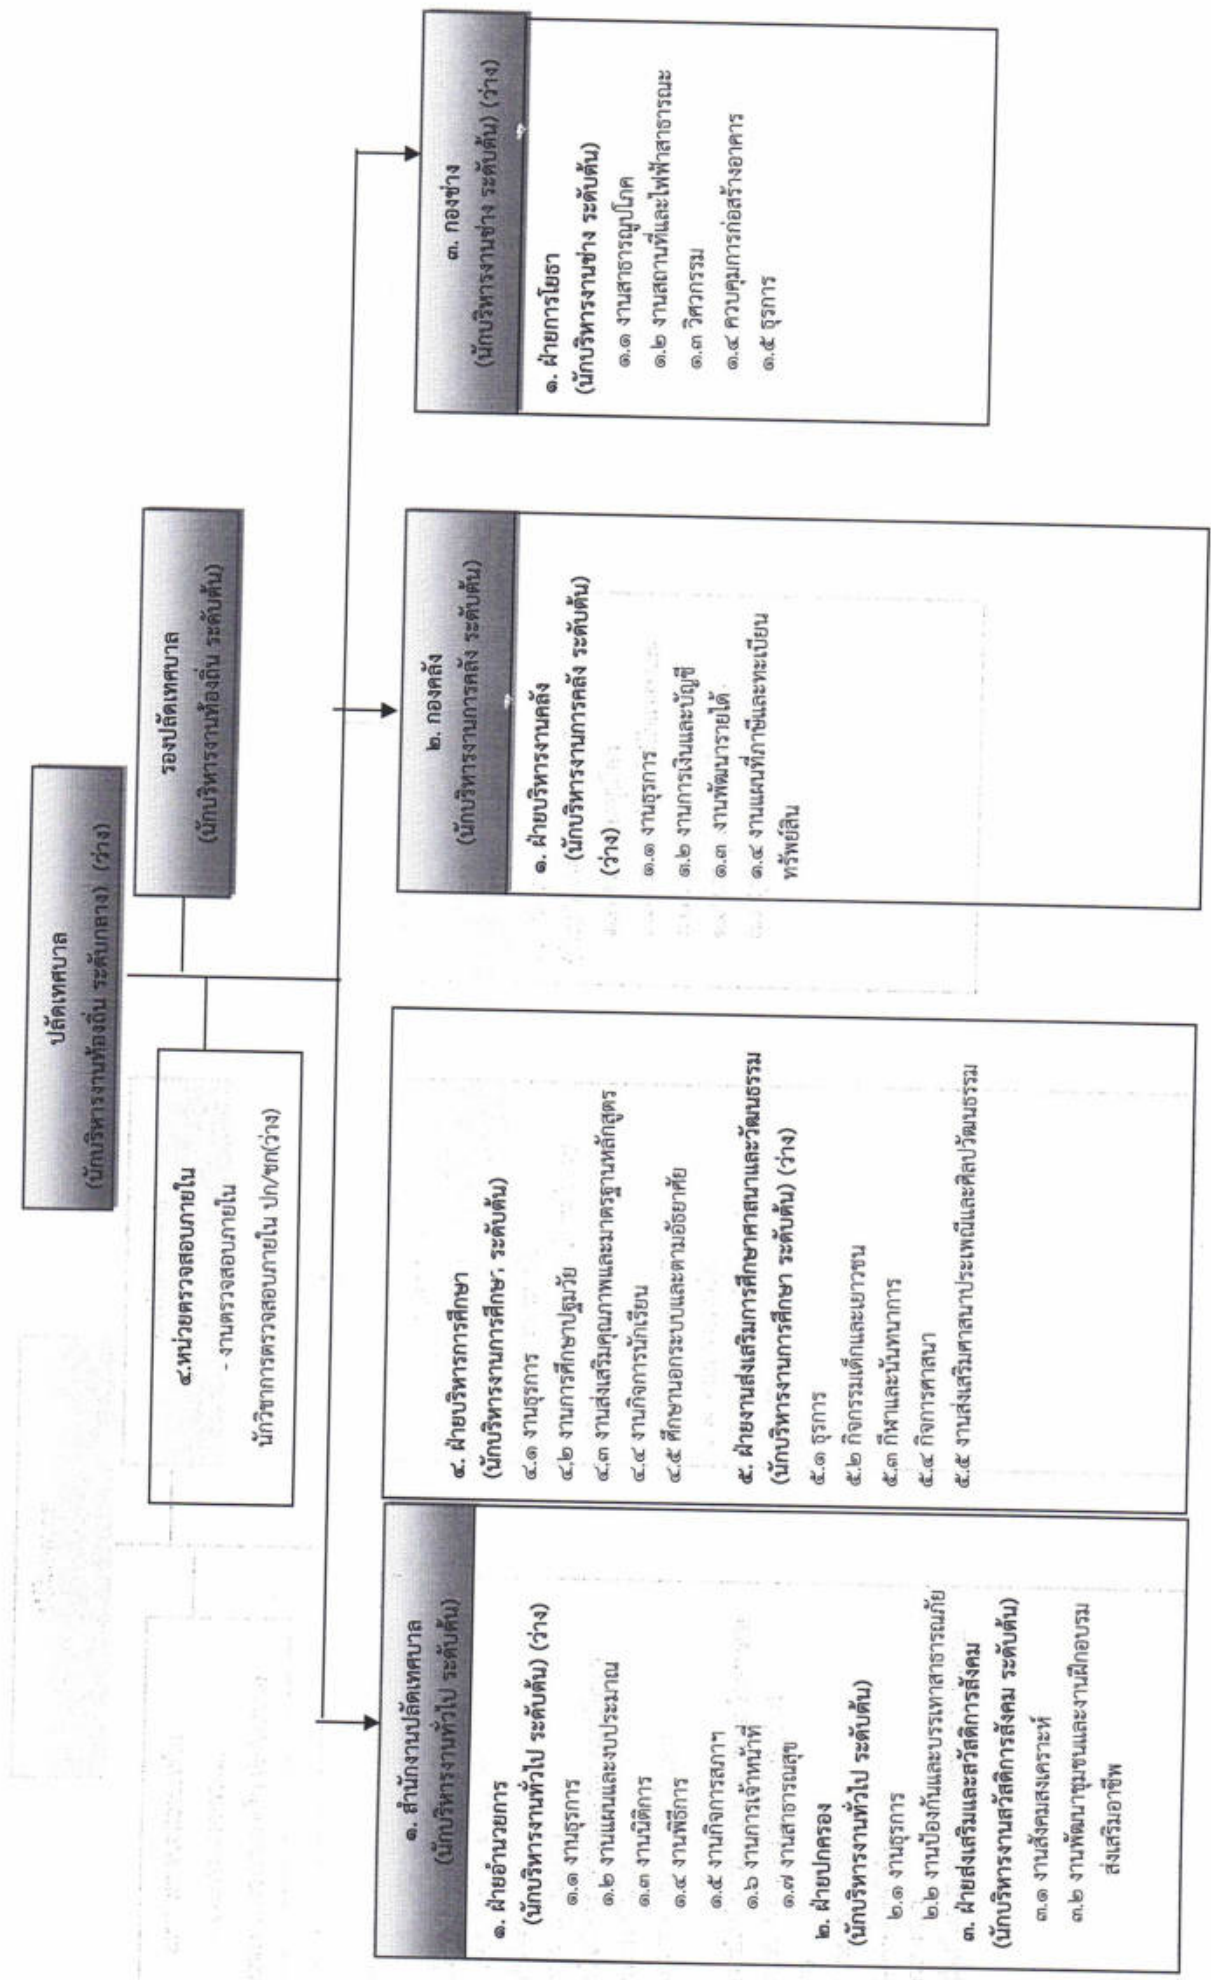 ปลัดเทศบาล
(นักบริหารงานท้องถิ่น ระดับกลาง) (ว่าง)
รองปลัดเทศบาล
(นักบริหารงานท้องถิ่น ระดับต้น)
๔.หน่วยตรวจสอบภายใน
- งานตรวจสอบภายใน
นักวิชาการตรวจสอบภายใน ปก/ชก(ว่าง)
๑. สำนักงานปลัดเทศบาล
(นักบริหารงานทั่วไป ระดับต้น)
๑. ฝ่ายอำนวยการ
(นักบริหารงานทั่วไป ระดับต้น) (ว่าง)
๑.๑ งานธุรการ
๑.๒ งานแผนและงบประมาณ
๑.๓ งานนิติการ
๑.๔ งานพิธีการ
๑.๕ งานกิจการสภาฯ
๑.๖ งานการเจ้าหน้าที่
๑.๗ งานสาธารณสุข
๒. ฝ่ายปกครอง
(นักบริหารงานทั่วไป ระดับต้น)
๒.๑ งานธุรการ
๒.๒ งานป้องกันและบรรเทาสาธารณภัย
๓. ฝ่ายส่งเสริมและสวัสดิการสังคม
(นักบริหารงานสวัสดิการสังคม ระดับต้น)
๓.๑ งานสังคมสงเคราะห์
๓.๒ งานพัฒนาชุมชนและงานฝึกอบรม
ส่งเสริมอาชีพ
๔. ฝ่ายบริหารการศึกษา
(นักบริหารงานการศึกษา ระดับต้น)
๔.๑ งานธุรการ
๔.๒ งานการศึกษาปฐมวัย
๔.๓ งานส่งเสริมคุณภาพและมาตรฐานหลักสูตร
๔.๔ งานกิจการนักเรียน
๔.๕ ศึกษานอกระบบและตามอัธยาศัย
๕. ฝ่ายงานส่งเสริมการศึกษาศาสนาและวัฒนธรรม
(นักบริหารงานการศึกษา ระดับต้น) (ว่าง)
๕.๑ ธุรการ
๕.๒ กิจกรรมเด็กและเยาวชน
๕.๓ กีฬาและนันทนาการ
๕.๔ กิจการศาสนา
๕.๕ งานส่งเสริมศาสนาประเพณีและศิลปวัฒนธรรม
๒. กองคลัง
(นักบริหารงานการคลัง ระดับต้น)
๑. ฝ่ายบริหารงานคลัง
(นักบริหารงานการคลัง ระดับต้น)
(ว่าง)
๑.๑ งานธุรการ
๑.๒ งานการเงินและบัญชี
๑.๓ งานพัฒนารายได้
๑.๔ งานแผนที่ภาษีและทะเบียน
ทรัพย์สิน
๓. กองช่าง
(นักบริหารงานช่าง ระดับต้น) (ว่าง)
๑. ฝ่ายการโยธา
(นักบริหารงานช่าง ระดับต้น)
๑.๑ งานสาธารณูปโภค
๑.๒ งานสถานที่และไฟฟ้าสาธารณะ
๑.๓ วิศวกรรม
๑.๔ ควบคุมการก่อสร้างอาคาร
๑.๕ ธุรการ